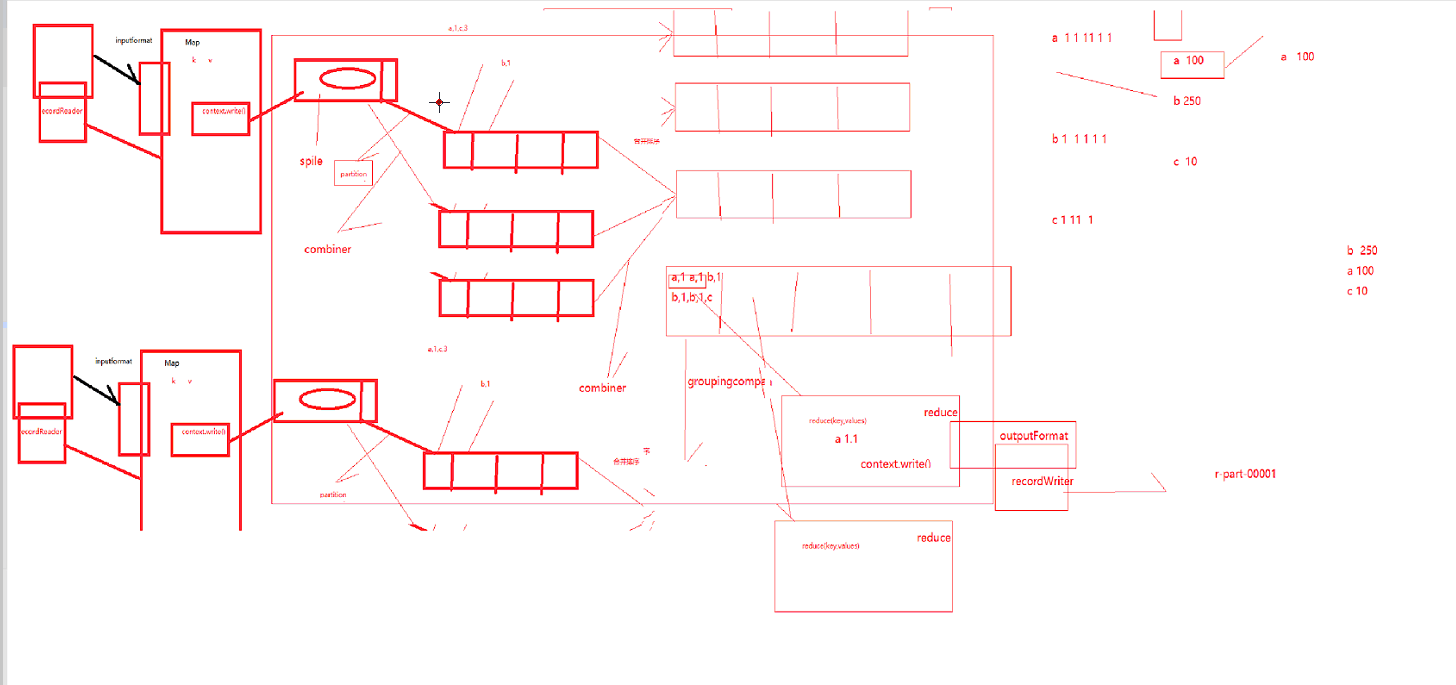 a,1,c,3
inputformat
Map
k v
ecordReader
context.write()
b,1
spile
partition
combiner
合并排序
a 1 1 11 1 1
a 100
a 100
b 250
b 1 1 1 1 1
c 10
c 1 11 1
b 250
a 100
c 10
a,1 a,1 b,1
b,1,b,1,c
combiner
groupingcompa
reduce
reduce(key,values)
a 1.1
context.write()
outputFormat
recordWriter
r-part-00001
inputformat
Map
k v
ecordReader
context.write()
a,1,c,3
b,1
partition
合并排序
reduce
reduce(key,values)